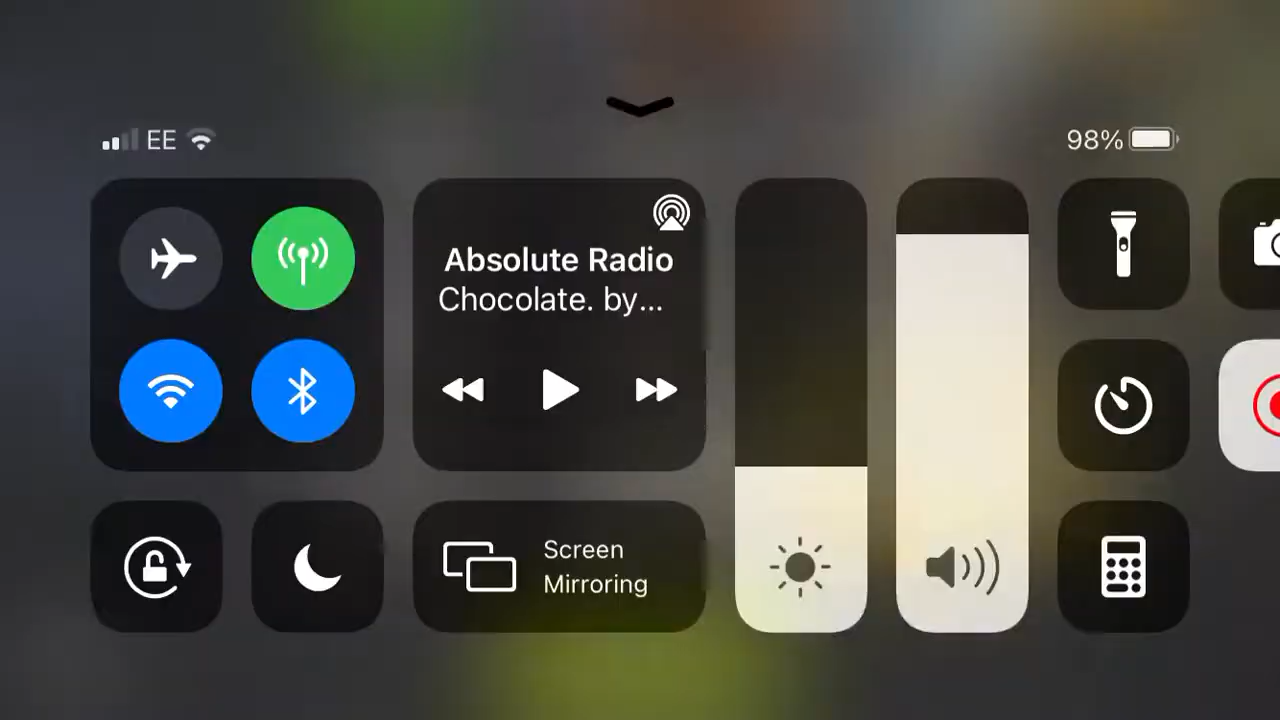 EE
98%
Absolute Radio
Chocolate. by...
Screen
Mirroring